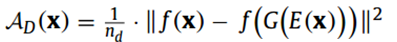 𝒜_D(𝐱) = 1/n_d · ‖f(𝐱) − f(G(E(𝐱)))‖²